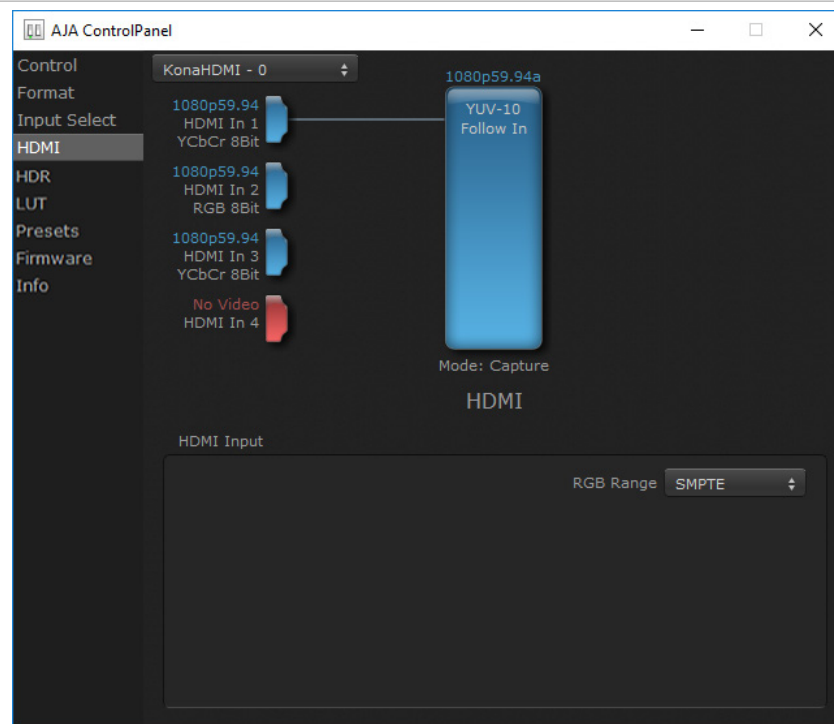 AJA ControlPanel
Control
Format
Input Select
HDMI
HDR
LUT
Presets
Firmware
Info
KonaHDMI - 0
1080p59.94
HDMI In 1
YCbCr 8Bit
1080p59.94
HDMI In 2
RGB 8Bit
1080p59.94
HDMI In 3
YCbCr 8Bit
No Video
HDMI In 4
1080p59.94a
YUV-10
Follow In
Mode: Capture
HDMI
HDMI Input
RGB Range SMPTE